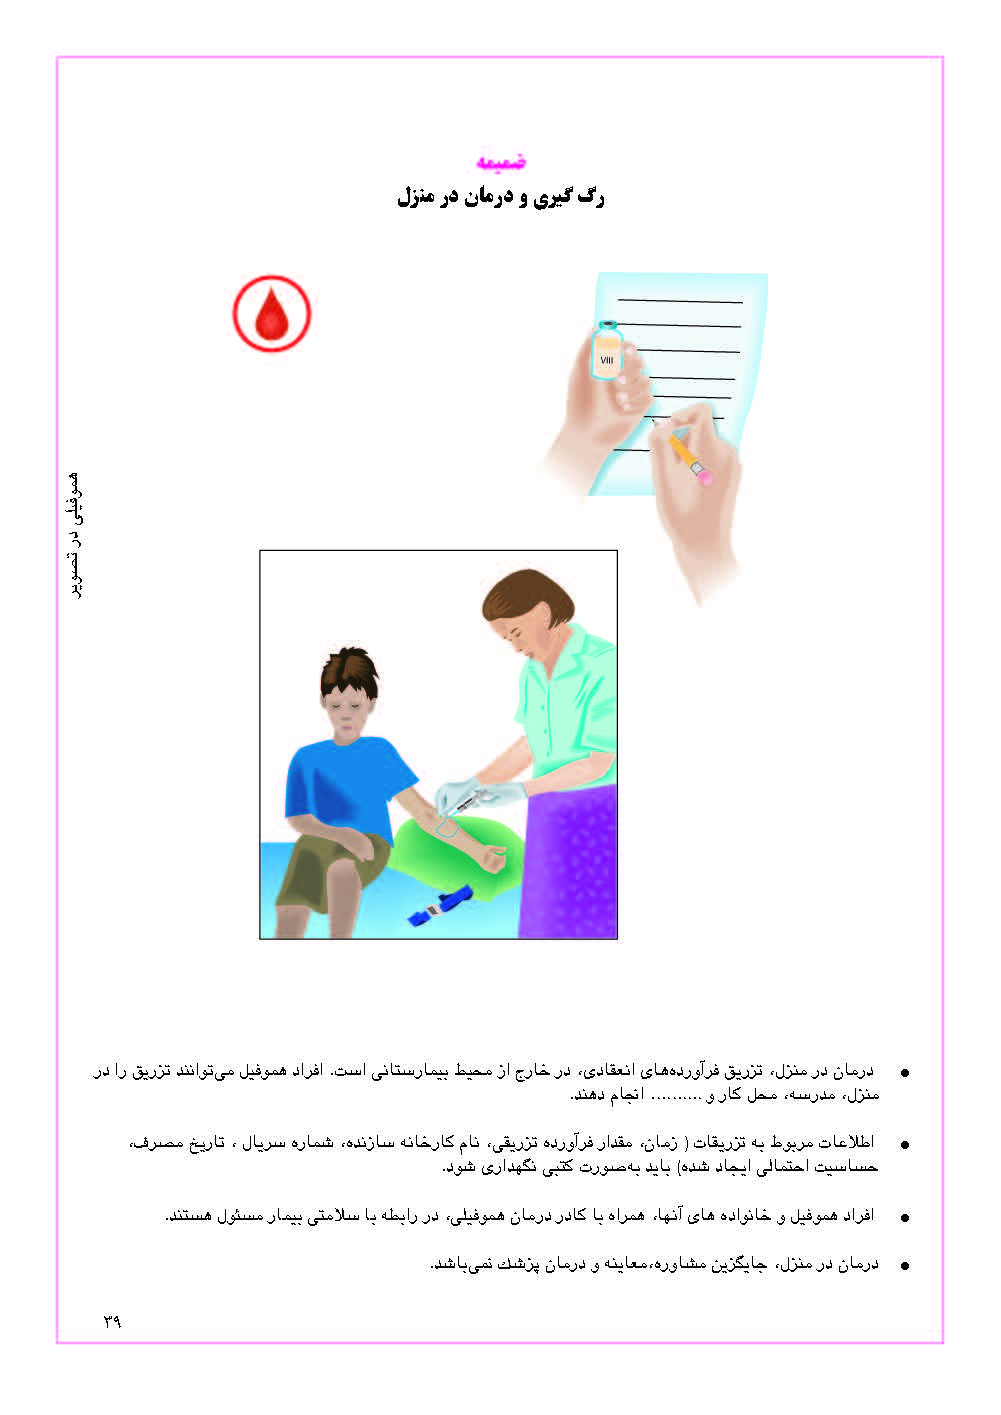 ضمیمه
رگ گیری و درمان در منزل
VIII
هموفیلی در تصویر
● درمان در منزل، تزریق فرآورده‌های انعقادی، در خارج از محیط بیمارستانی است. افراد هموفیل می‌توانند تزریق را در
منزل، مدرسه، محل کار و .......... انجام دهند.
● اطلاعات مربوط به تزریقات ( زمان، مقدار فرآورده تزریقی، نام کارخانه سازنده، شماره سریال ، تاریخ مصرف،
حساسیت احتمالی ایجاد شده) باید به‌صورت کتبی نگهداری شود.
● افراد هموفیل و خانواده های آنها، همراه با کادر درمان هموفیلی، در رابطه با سلامتی بیمار مسئول هستند.
● درمان در منزل، جایگزین مشاوره،معاینه و درمان پزشك نمی‌باشد.
۳۹